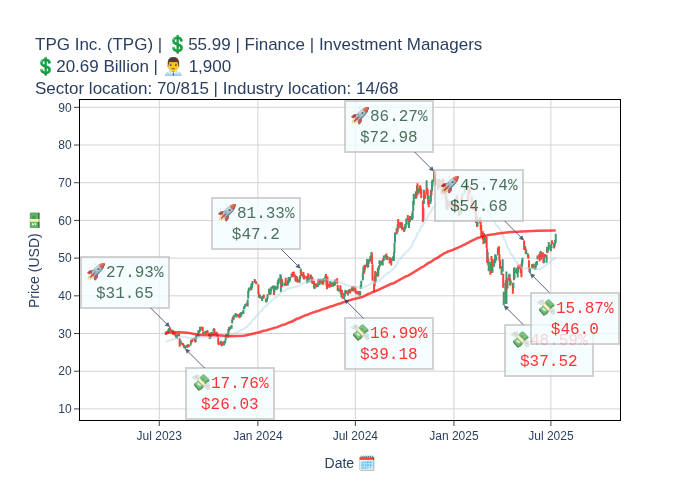 TPG Inc. (TPG) | 💲55.99 | Finance | Investment Managers
💲20.69 Billion | 👨‍💼 1,900
Sector location: 70/815 | Industry location: 14/68
90
80
70
60
50
40
30
20
10
Price (USD) 💵
🚀86.27%
$72.98
🚀45.74%
$54.68
🚀81.33%
$47.2
🚀27.93%
$31.65
💸15.87%
$46.0
💸16.99%
$39.18
💸48.59%
$37.52
💸17.76%
$26.03
Jul 2023
Jan 2024
Jul 2024
Jan 2025
Jul 2025
Date 🗓️